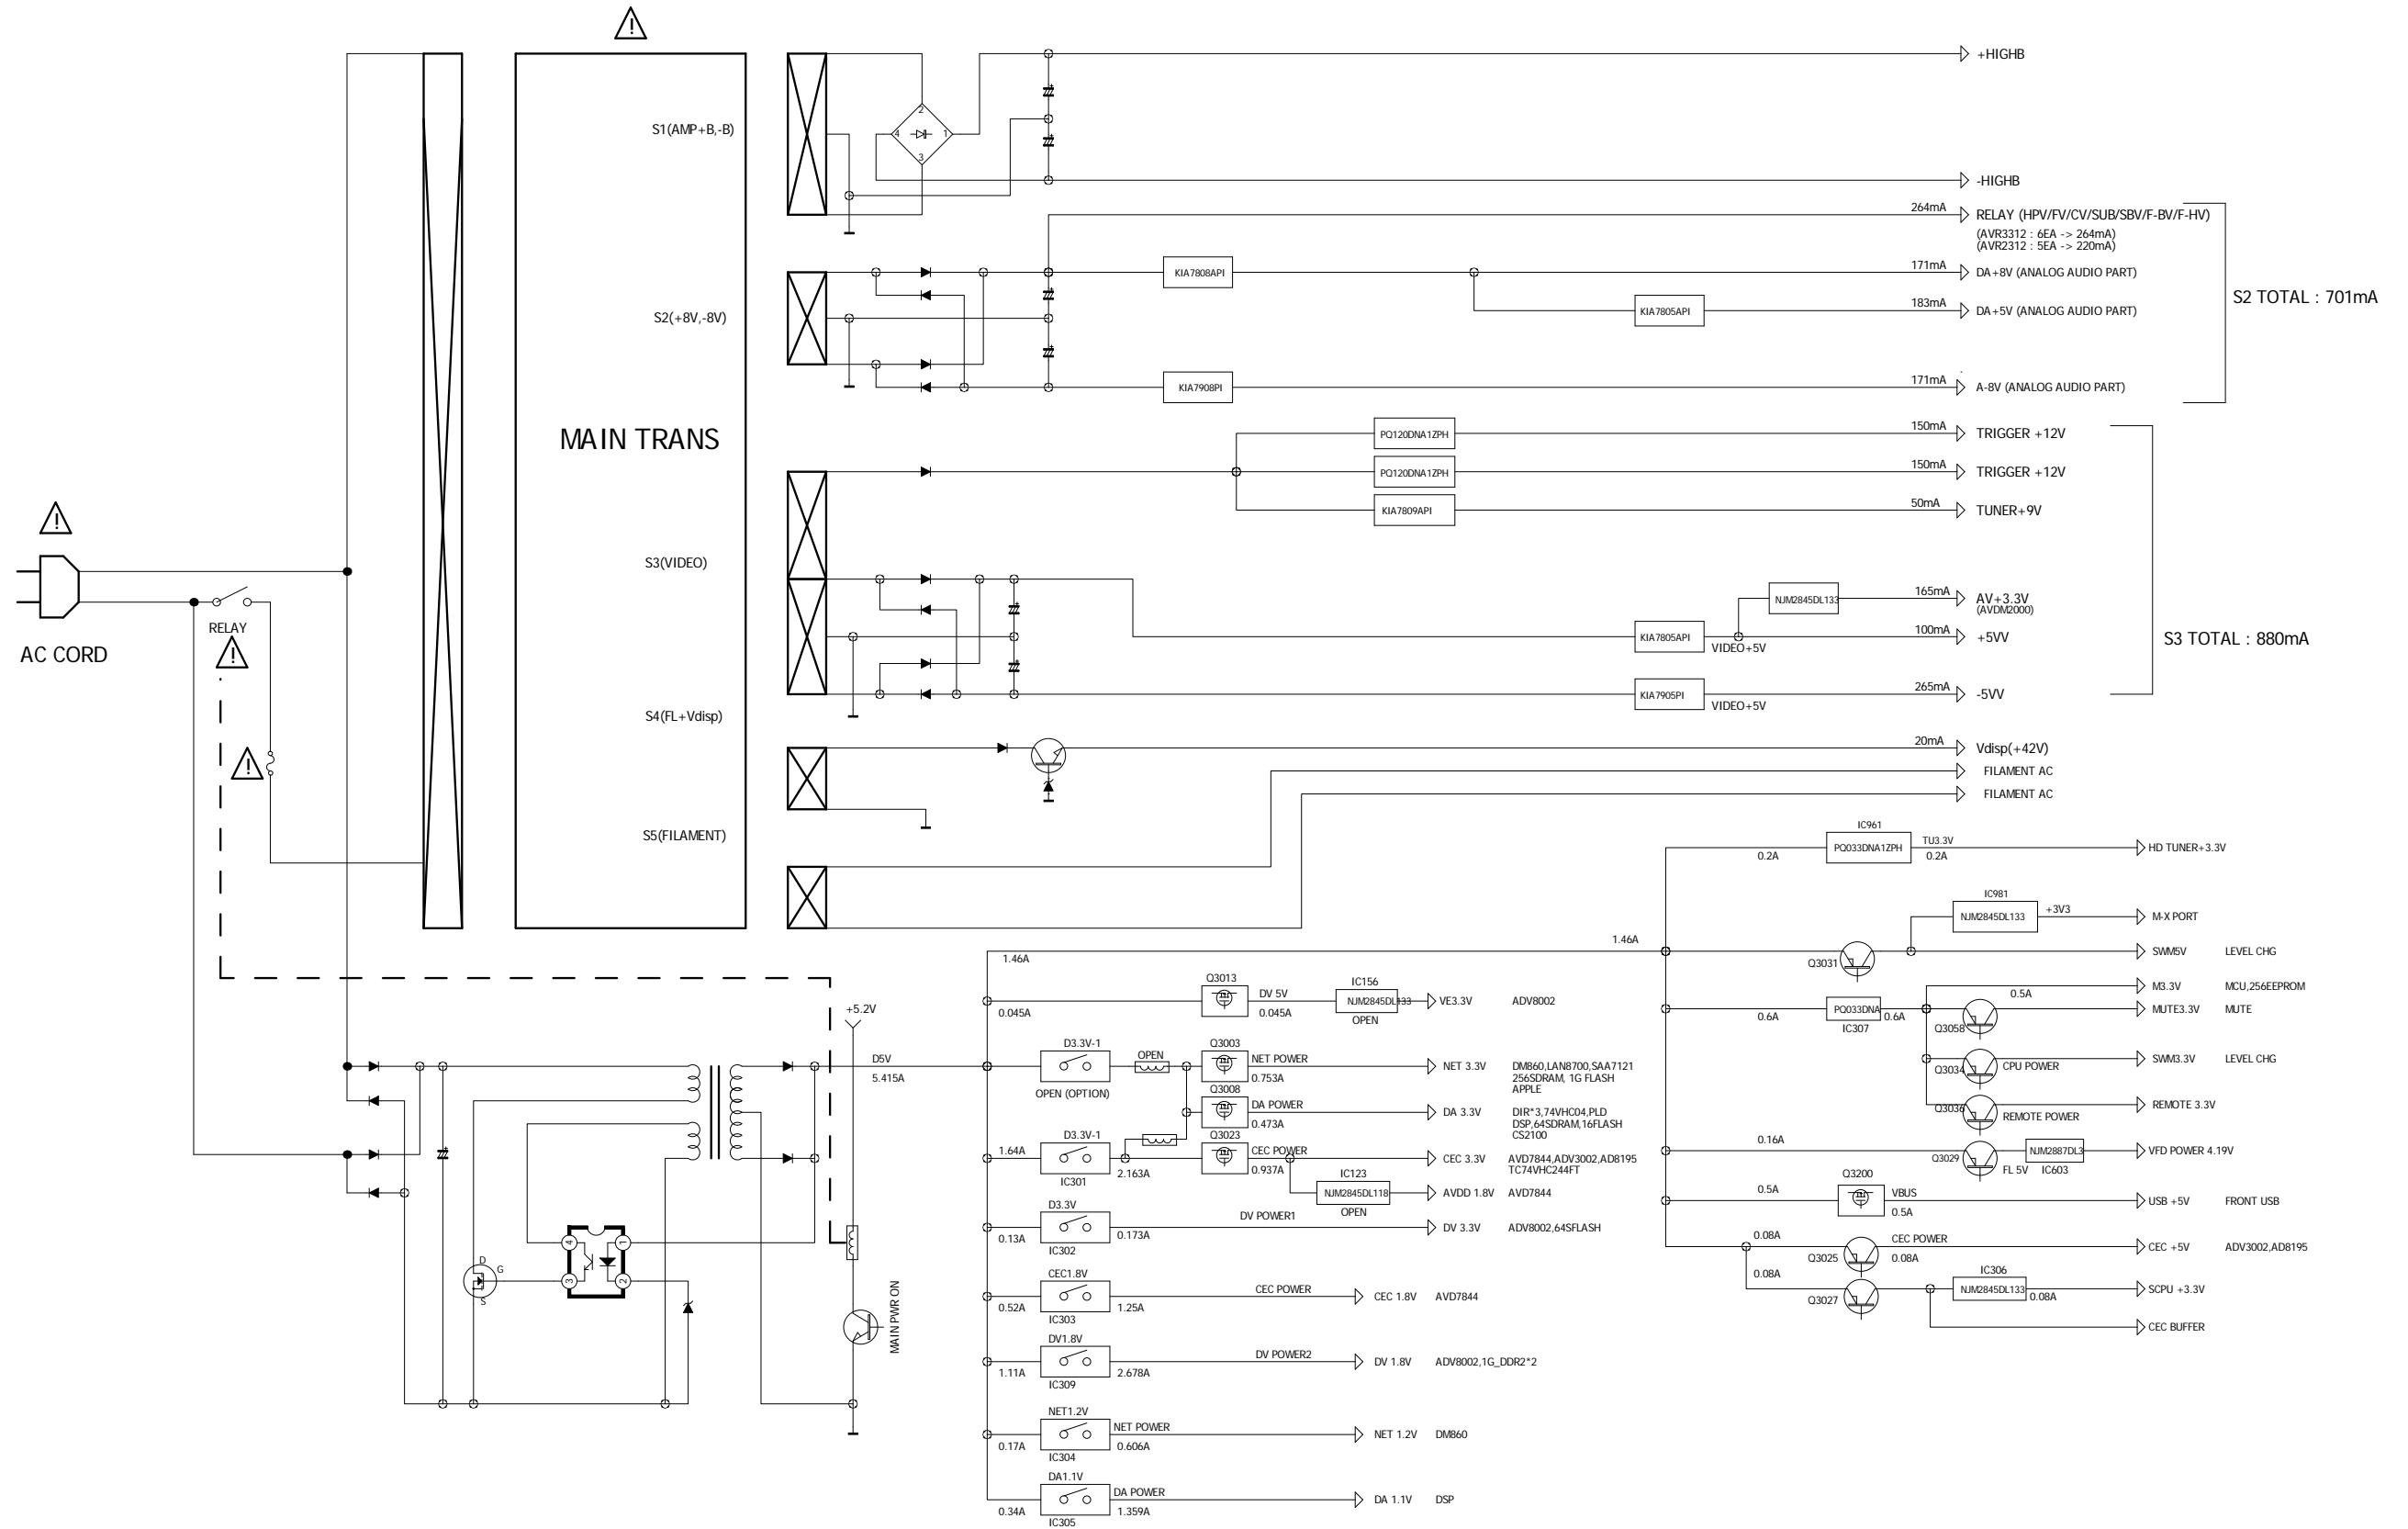 +HIGHB
S1(AMP+B,-B)
2
4
1
3
-HIGHB
264mA
RELAY (HPV/FV/CV/SUB/SBV/F-BV/F-HV)
(AVR3312 : 6EA -> 264mA)
(AVR2312 : 5EA -> 220mA)
KIA7808API
171mA
DA+8V (ANALOG AUDIO PART)
S2 TOTAL : 701mA
S2(+8V,-8V)
KIA7805API
183mA
DA+5V (ANALOG AUDIO PART)
KIA7908PI
171mA
A-8V (ANALOG AUDIO PART)
MAIN TRANS
PQ120DNA1ZPH
150mA
TRIGGER +12V
PQ120DNA1ZPH
150mA
TRIGGER +12V
KIA7809API
50mA
TUNER+9V
S3(VIDEO)
NJM2845DL133
165mA
AV+3.3V
(AVDM2000)
KIA7805API
VIDEO+5V
100mA
+5VV
S3 TOTAL : 880mA
RELAY
AC CORD
KIA7905PI
VIDEO+5V
265mA
-5VV
S4(FL+Vdisp)
20mA
Vdisp(+42V)
FILAMENT AC
FILAMENT AC
S5(FILAMENT)
IC961
0.2A
PQ033DNA1ZPH
TU3.3V
0.2A
HD TUNER+3.3V
IC981
NJM2845DL133
+3V3
M-X PORT
1.46A
1.46A
Q3031
SWM5V
LEVEL CHG
Q3013
0.045A
DV 5V
0.045A
IC156
NJM2845DL133
OPEN
VE3.3V
ADV8002
M3.3V
MCU,256EEPROM
0.5A
0.6A
PQ033DNA
IC307
0.6A
Q3058
MUTE3.3V
MUTE
+5.2V
D5V
5.415A
D3.3V-1
OPEN (OPTION)
OPEN
Q3003
NET POWER
0.753A
NET 3.3V
DM860,LAN8700,SAA7121
256SDRAM, 1G FLASH
APPLE
Q3034
CPU POWER
SWM3.3V
LEVEL CHG
Q3008
DA POWER
0.473A
DA 3.3V
DIR*3,74VHC04,PLD
DSP,64SDRAM,16FLASH
CS2100
Q3036
REMOTE POWER
REMOTE 3.3V
1.64A
D3.3V-1
IC301
2.163A
Q3023
CEC POWER
0.937A
CEC 3.3V
AVD7844,ADV3002,AD8195
TC74VHC244FT
0.16A
Q3029
FL 5V
NJM2887DL3
IC603
VFD POWER 4.19V
IC123
NJM2845DL118
OPEN
AVDD 1.8V
AVD7844
0.5A
Q3200
VBUS
0.5A
USB +5V
FRONT USB
D3.3V
0.13A
IC302
0.173A
DV POWER1
DV 3.3V
ADV8002,64SFLASH
0.08A
Q3025
CEC POWER
0.08A
CEC +5V
ADV3002,AD8195
4
1
3
2
D
G
S
CEC1.8V
0.52A
IC303
1.25A
CEC POWER
CEC 1.8V
AVD7844
0.08A
Q3027
IC306
NJM2845DL133
0.08A
SCPU +3.3V
CEC BUFFER
MAIN PWR ON
DV1.8V
1.11A
IC309
2.678A
DV POWER2
DV 1.8V
ADV8002,1G_DDR2*2
NET1.2V
0.17A
IC304
NET POWER
0.606A
NET 1.2V
DM860
DA1.1V
0.34A
IC305
DA POWER
1.359A
DA 1.1V
DSP